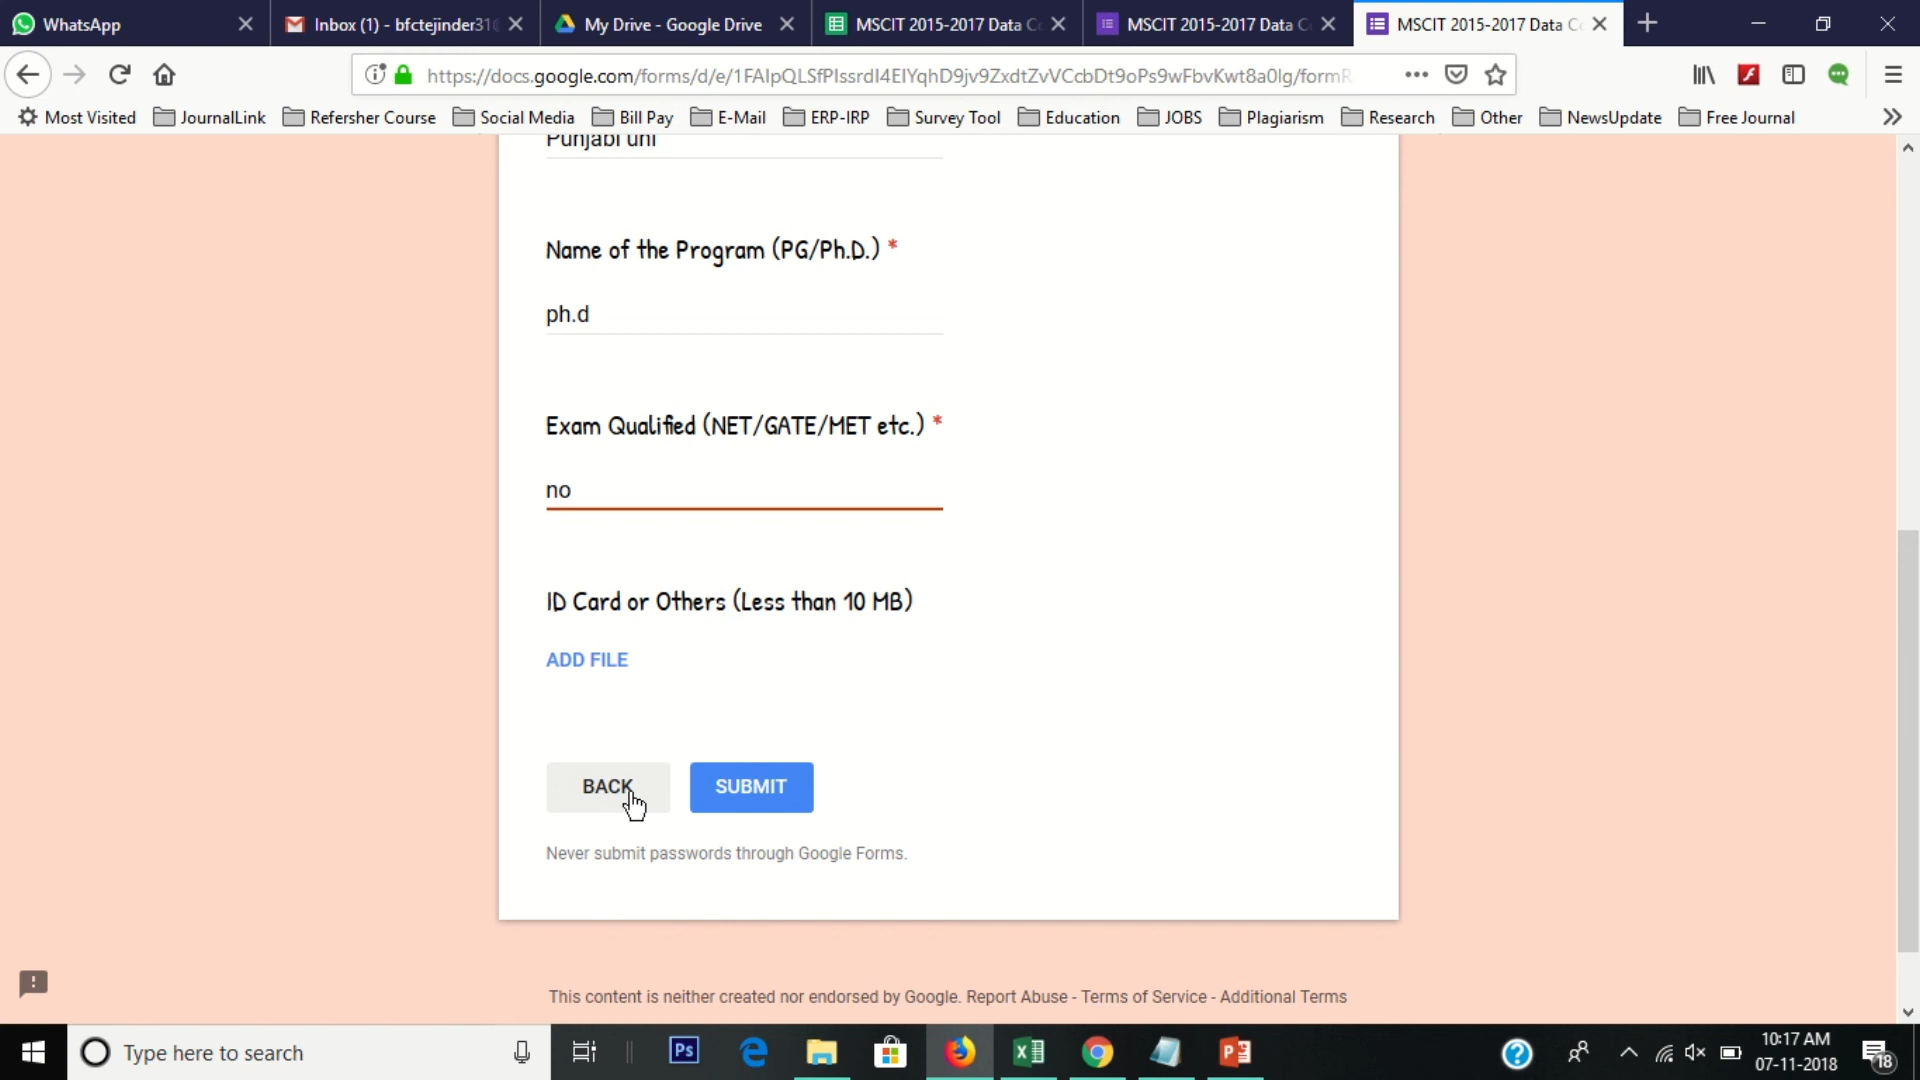 WhatsApp
Inbox (1) - bfctejinder31
My Drive - Google Drive
MSCIT 2015-2017 Data C
MSCIT 2015-2017 Data C
MSCIT 2015-2017 Data C
https://docs.google.com/forms/d/e/1FAIpQLSfPIssrdI4EIYqhD9jv9ZxdtZvVCcbDt9oPs9wFbvKwt8a0lg/formR
Most Visited
JournalLink
Refersher Course
Social Media
Bill Pay
E-Mail
ERP-IRP
Survey Tool
Education
JOBS
Plagiarism
Research
Other
NewsUpdate
Free Journal
Punjabi uni
Name of the Program (PG/Ph.D.) *
ph.d
Exam Qualified (NET/GATE/MET etc.) *
no
ID Card or Others (Less than 10 MB)
ADD FILE
BACK
SUBMIT
Never submit passwords through Google Forms.
This content is neither created nor endorsed by Google. Report Abuse - Terms of Service - Additional Terms
Type here to search
Ps
10:17 AM
07-11-2018
18